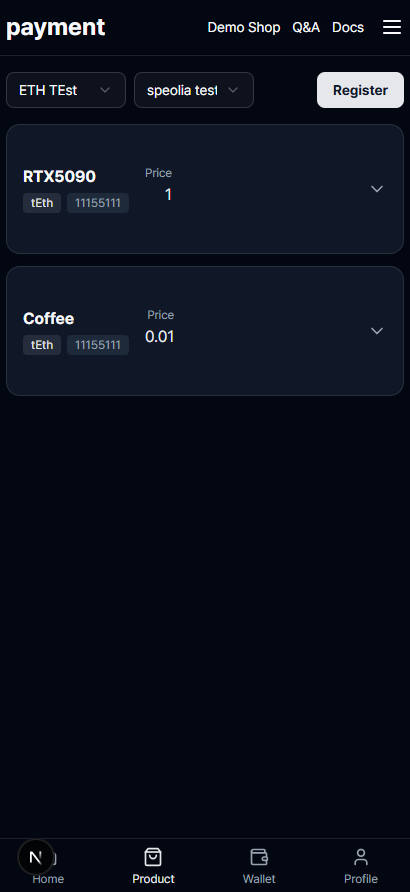 payment
Demo Shop Q&A Docs
ETH TEst
speolia test
Register
RTX5090
tEth 11155111
Price
1
Coffee
tEth 11155111
Price
0.01
N
Home Product Wallet Profile